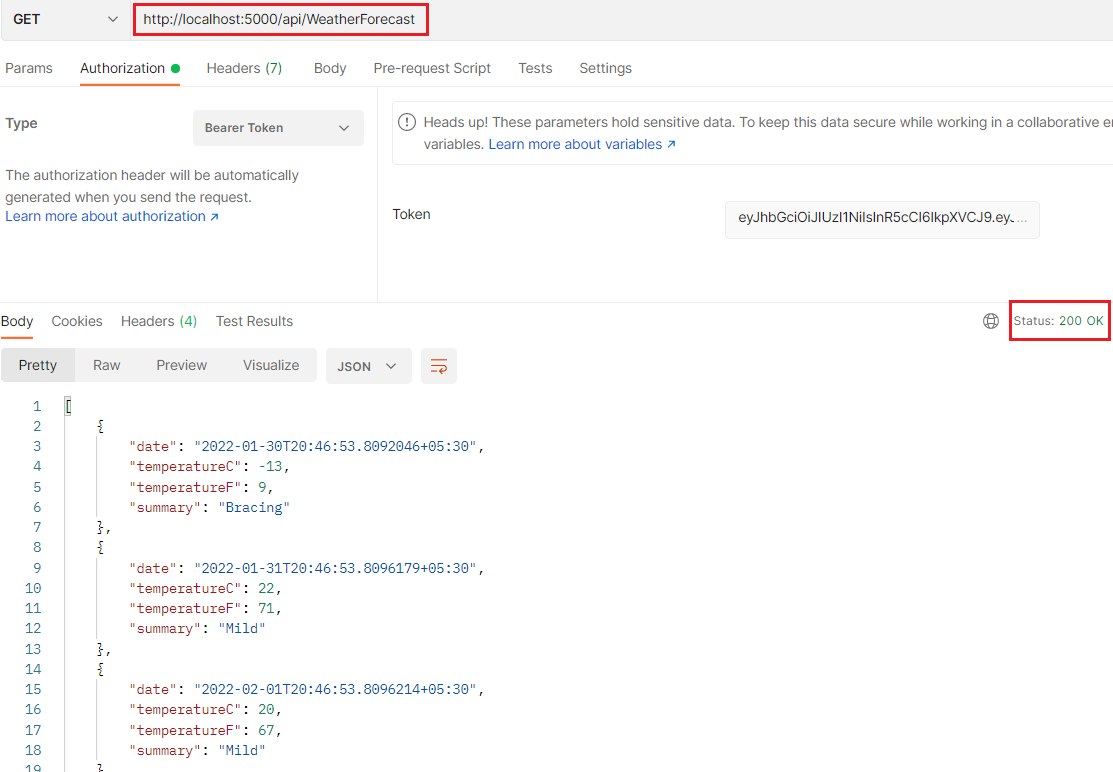 GET http://localhost:5000/api/WeatherForecast
Params Authorization Headers (7) Body Pre-request Script Tests Settings
Type Bearer Token
The authorization header will be automatically
generated when you send the request.
Learn more about authorization ↗
Heads up! These parameters hold sensitive data. To keep this data secure while working in a collaborative
variables. Learn more about variables ↗
Token eyJhbGciOiJIUzI1NiIsInR5cCI6IkpXVCJ9.eyJ...
Body Cookies Headers (4) Test Results Status: 200 OK
Pretty Raw Preview Visualize JSON
1 [
2 {
3 "date": "2022-01-30T20:46:53.8092046+05:30",
4 "temperatureC": -13,
5 "temperatureF": 9,
6 "summary": "Bracing"
7 },
8 {
9 "date": "2022-01-31T20:46:53.8096179+05:30",
10 "temperatureC": 22,
11 "temperatureF": 71,
12 "summary": "Mild"
13 },
14 {
15 "date": "2022-02-01T20:46:53.8096214+05:30",
16 "temperatureC": 20,
17 "temperatureF": 67,
18 "summary": "Mild"
19 }